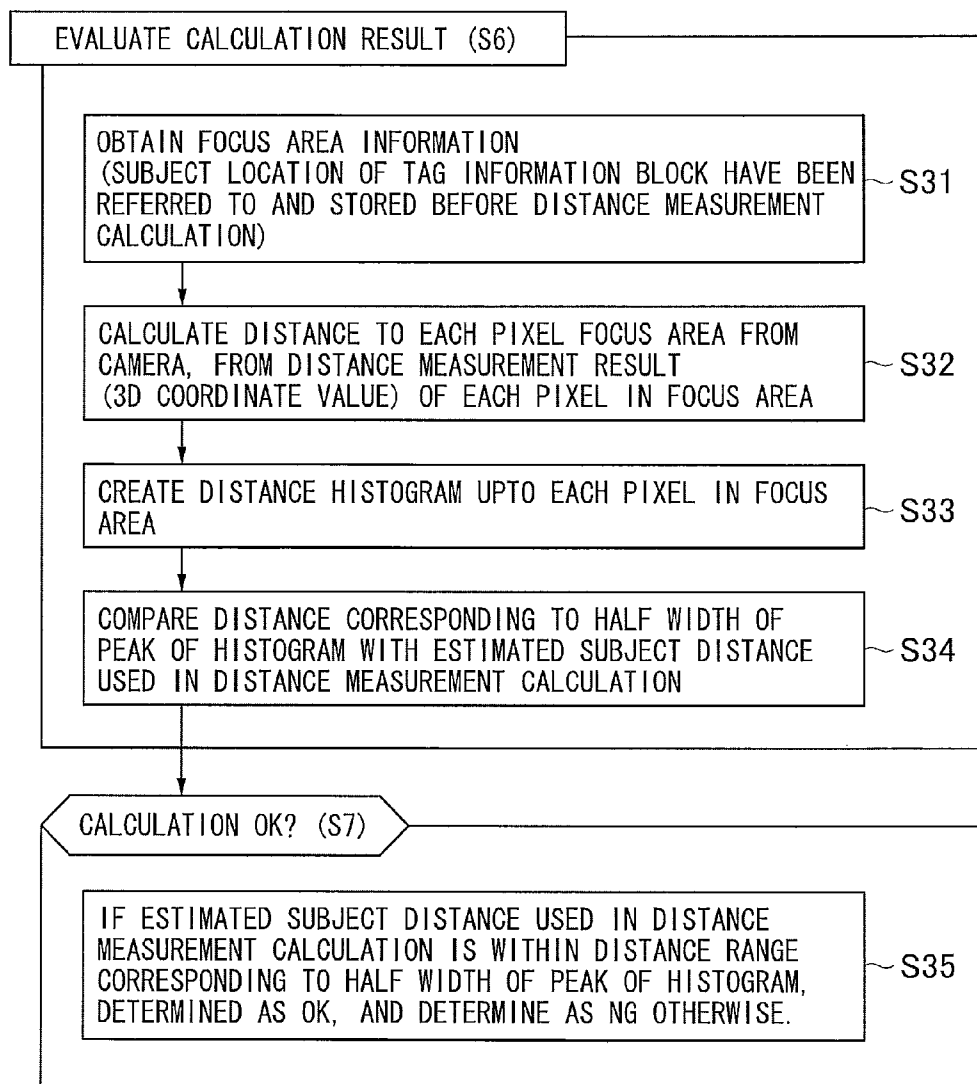 EVALUATE CALCULATION RESULT (S6)
OBTAIN FOCUS AREA INFORMATION
(SUBJECT LOCATION OF TAG INFORMATION BLOCK HAVE BEEN
REFERRED TO AND STORED BEFORE DISTANCE MEASUREMENT
CALCULATION)
S31
CALCULATE DISTANCE TO EACH PIXEL FOCUS AREA FROM
CAMERA, FROM DISTANCE MEASUREMENT RESULT
(3D COORDINATE VALUE) OF EACH PIXEL IN FOCUS AREA
S32
CREATE DISTANCE HISTOGRAM UPTO EACH PIXEL IN FOCUS
AREA
S33
COMPARE DISTANCE CORRESPONDING TO HALF WIDTH OF
PEAK OF HISTOGRAM WITH ESTIMATED SUBJECT DISTANCE
USED IN DISTANCE MEASUREMENT CALCULATION
S34
CALCULATION OK? (S7)
IF ESTIMATED SUBJECT DISTANCE USED IN DISTANCE
MEASUREMENT CALCULATION IS WITHIN DISTANCE RANGE
CORRESPONDING TO HALF WIDTH OF PEAK OF HISTOGRAM,
DETERMINED AS OK, AND DETERMINE AS NG OTHERWISE.
S35